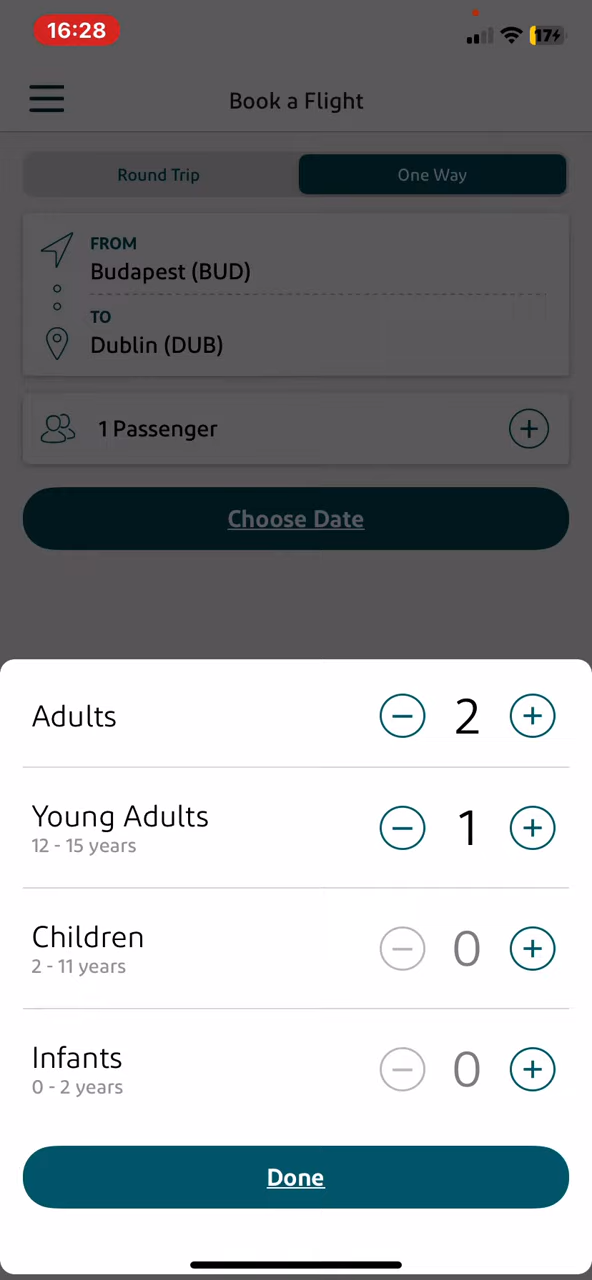 16:28
17
Book a Flight
Round Trip
One Way
FROM
Budapest (BUD)
TO
Dublin (DUB)
1 Passenger
Choose Date
Adults
2
Young Adults
1
12 - 15 years
Children
0
2 - 11 years
Infants
0
0 - 2 years
Done